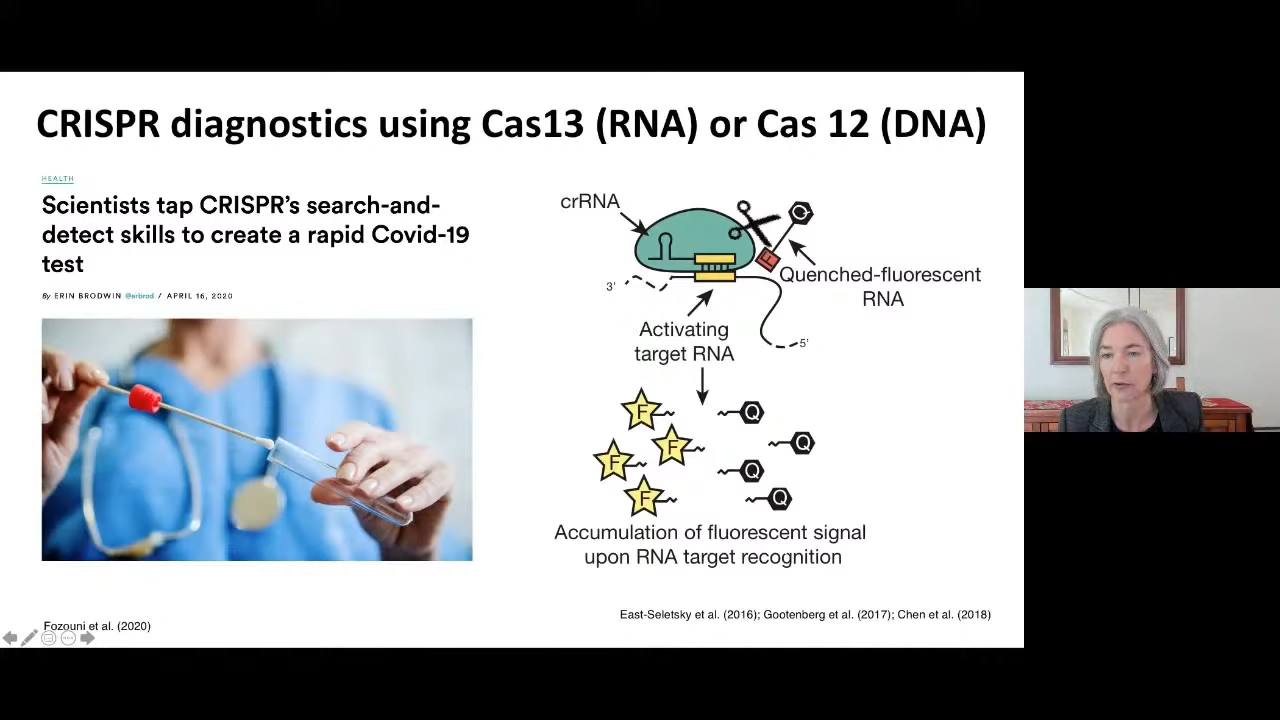 CRISPR diagnostics using Cas13 (RNA) or Cas 12 (DNA)
HEALTH
Scientists tap CRISPR’s search-and-
detect skills to create a rapid Covid-19
test
By ERIN BRODWIN @erbrod / APRIL 16, 2020
crRNA
Q
F
Quenched-fluorescent
RNA
3'
Activating
target RNA
5'
F
Q
F
Q
F
Q
F
Q
Accumulation of fluorescent signal
upon RNA target recognition
East-Seletsky et al. (2016); Gootenberg et al. (2017); Chen et al. (2018)
Fozouni et al. (2020)